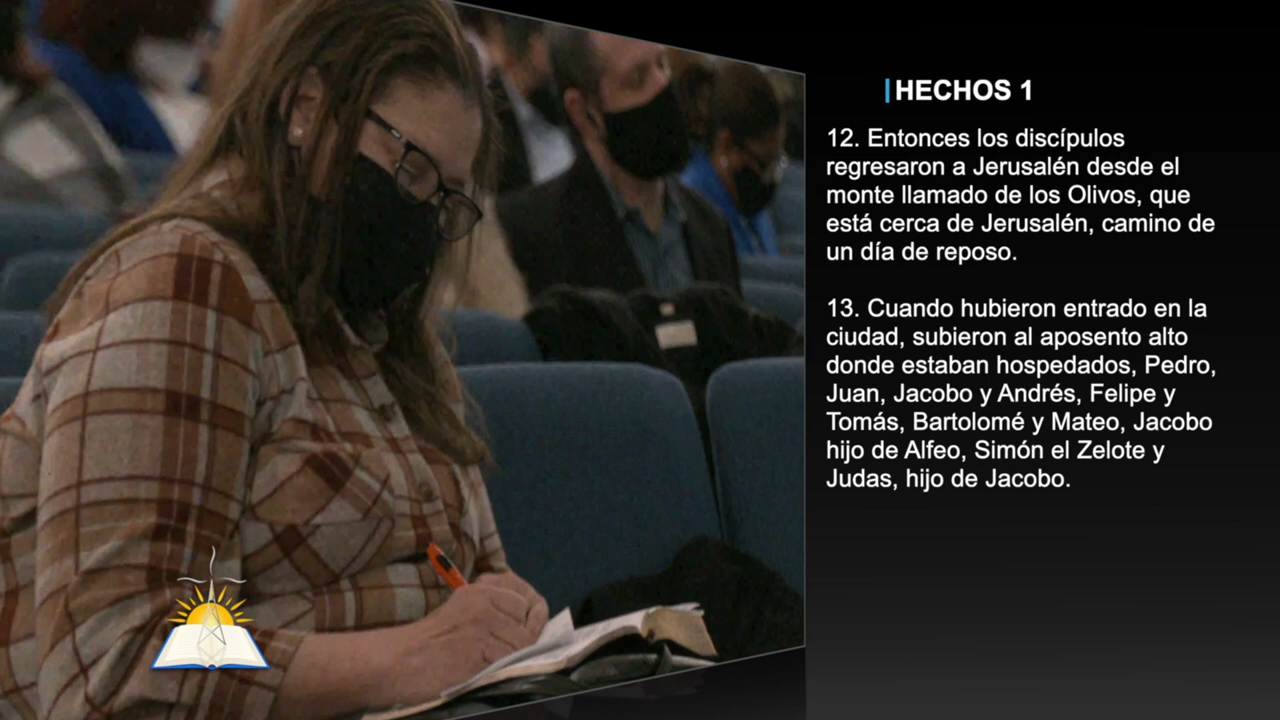 HECHOS 1
12. Entonces los discípulos
regresaron a Jerusalén desde el
monte llamado de los Olivos, que
está cerca de Jerusalén, camino de
un día de reposo.
13. Cuando hubieron entrado en la
ciudad, subieron al aposento alto
donde estaban hospedados, Pedro,
Juan, Jacobo y Andrés, Felipe y
Tomás, Bartolomé y Mateo, Jacobo
hijo de Alfeo, Simón el Zelote y
Judas, hijo de Jacobo.